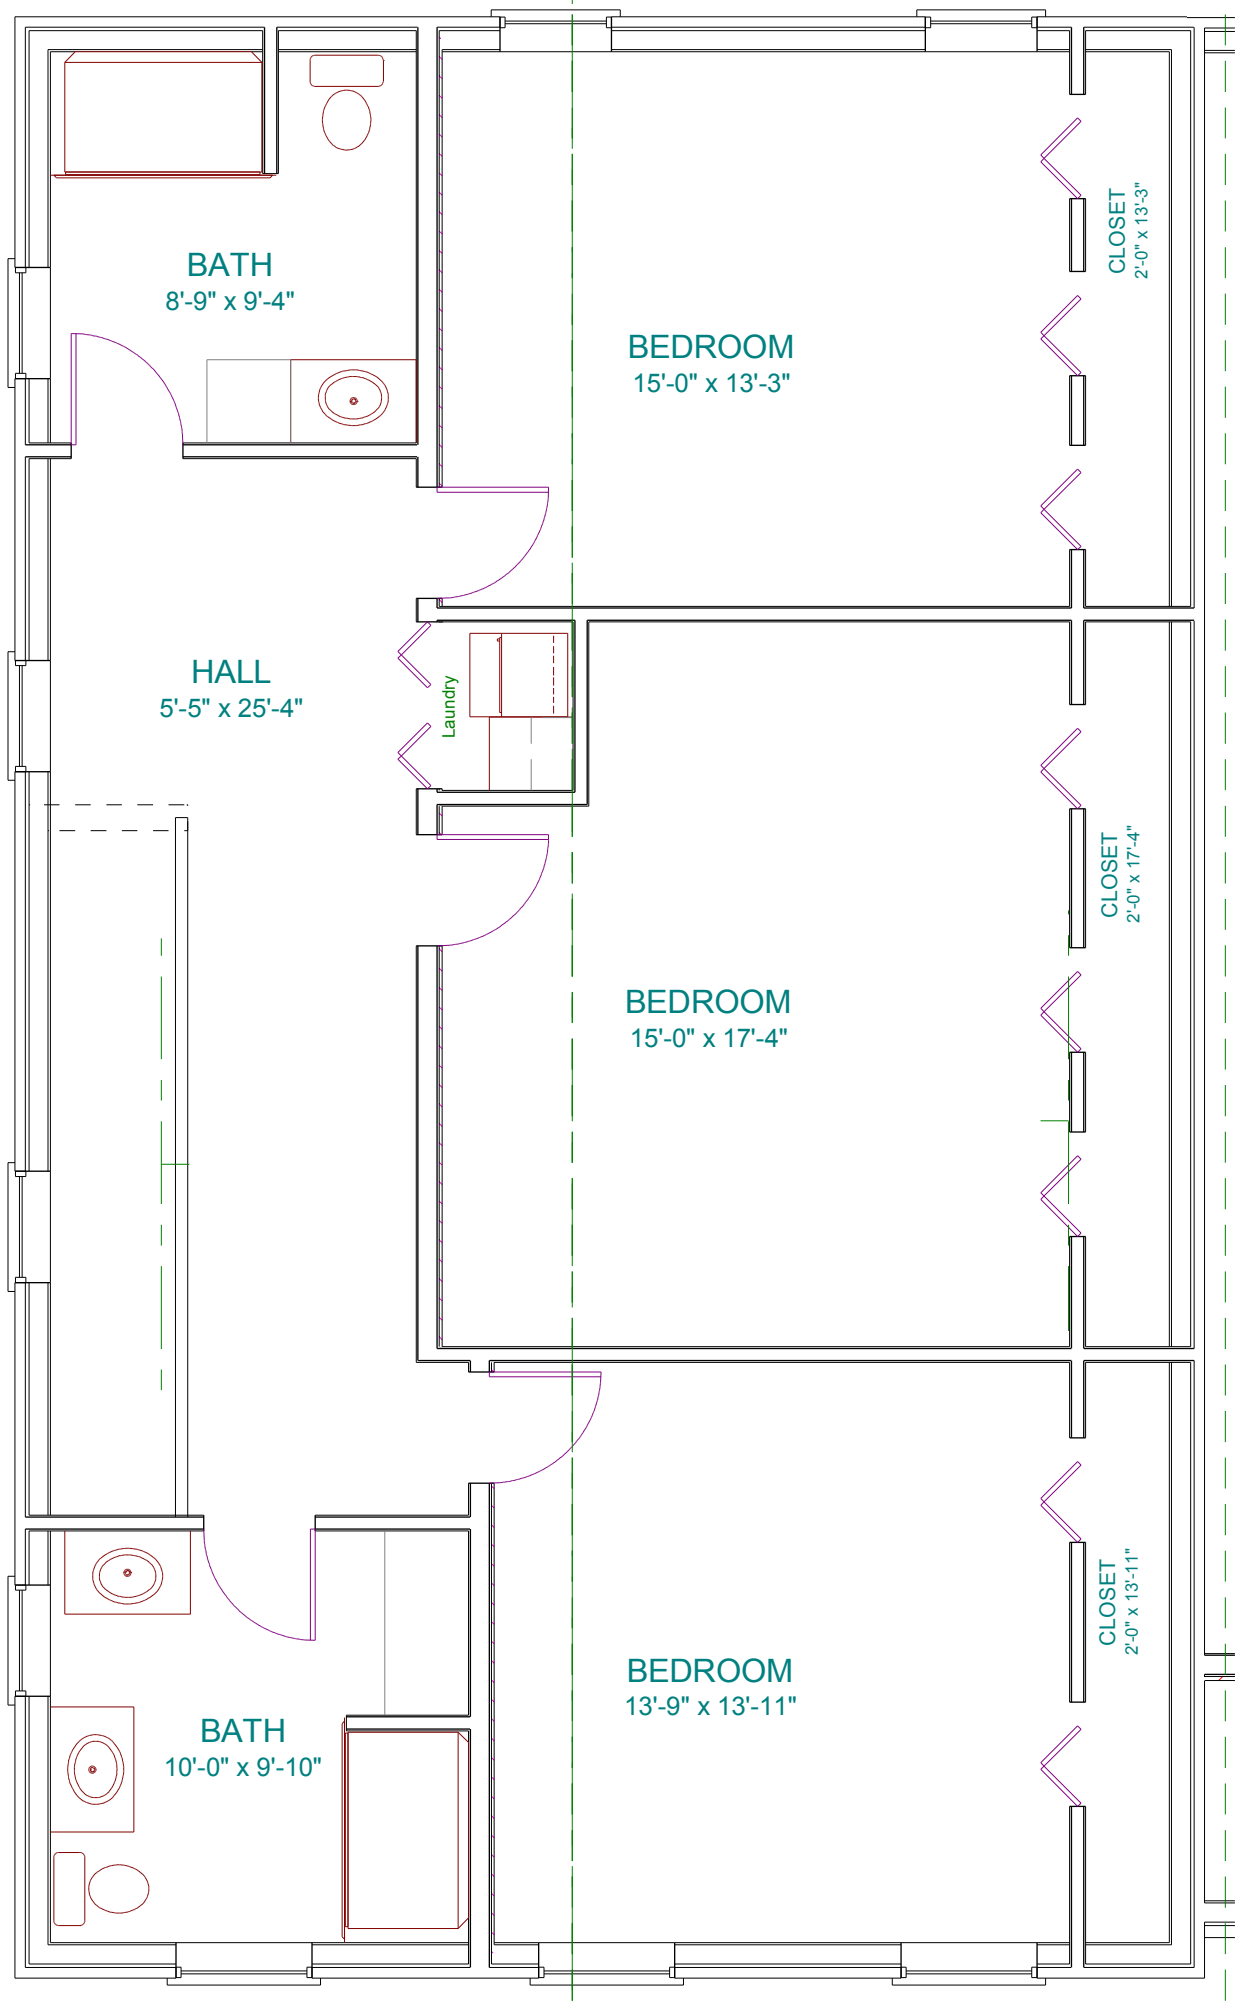 BATH
8'-9" x 9'-4"
CLOSET
2'-0" x 13'-3"
BEDROOM
15'-0" x 13'-3"
HALL
5'-5" x 25'-4"
Laundry
CLOSET
2'-0" x 17'-4"
BEDROOM
15'-0" x 17'-4"
CLOSET
2'-0" x 13'-11"
BEDROOM
13'-9" x 13'-11"
BATH
10'-0" x 9'-10"